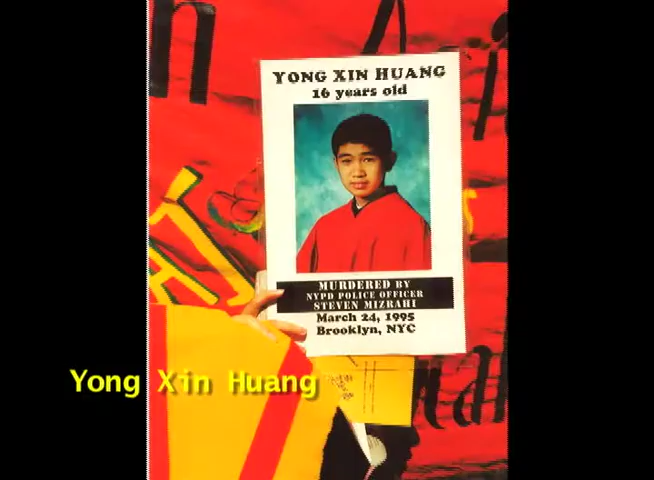 YONG XIN HUANG
16 years old
MURDERED BY
NYPD POLICE OFFICER
STEVEN MIZRAHI
March 24, 1995
Brooklyn, NYC
Yong Xin Huang